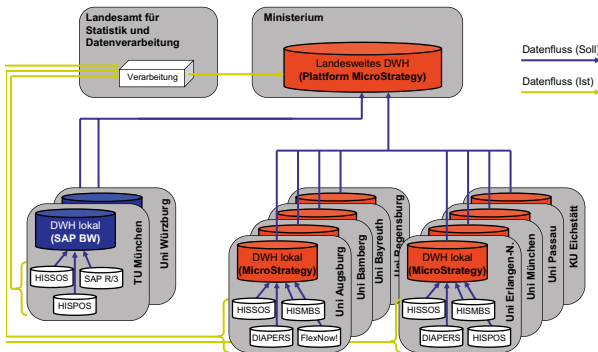 Landesamt für
Statistik und
Datenverarbeitung
Verarbeitung
Ministerium
Landesweites DWH
(Plattform MicroStrategy)
Datenfluss (Soll)
Datenfluss (Ist)
DWH lokal
(SAP BW)
HISSOS
SAP R/3
HISPOS
TU München
Uni Würzburg
DWH lokal
(MicroStrategy)
HISSOS
HISMBS
DIAPERS
FlexNow!
Uni Augsburg
Uni Bamberg
Uni Bayreuth
Uni Regensburg
DWH lokal
(MicroStrategy)
HISSOS
HISMBS
DIAPERS
HISPOS
Uni Erlangen-N.
Uni München
Uni Passau
KU Eichstätt